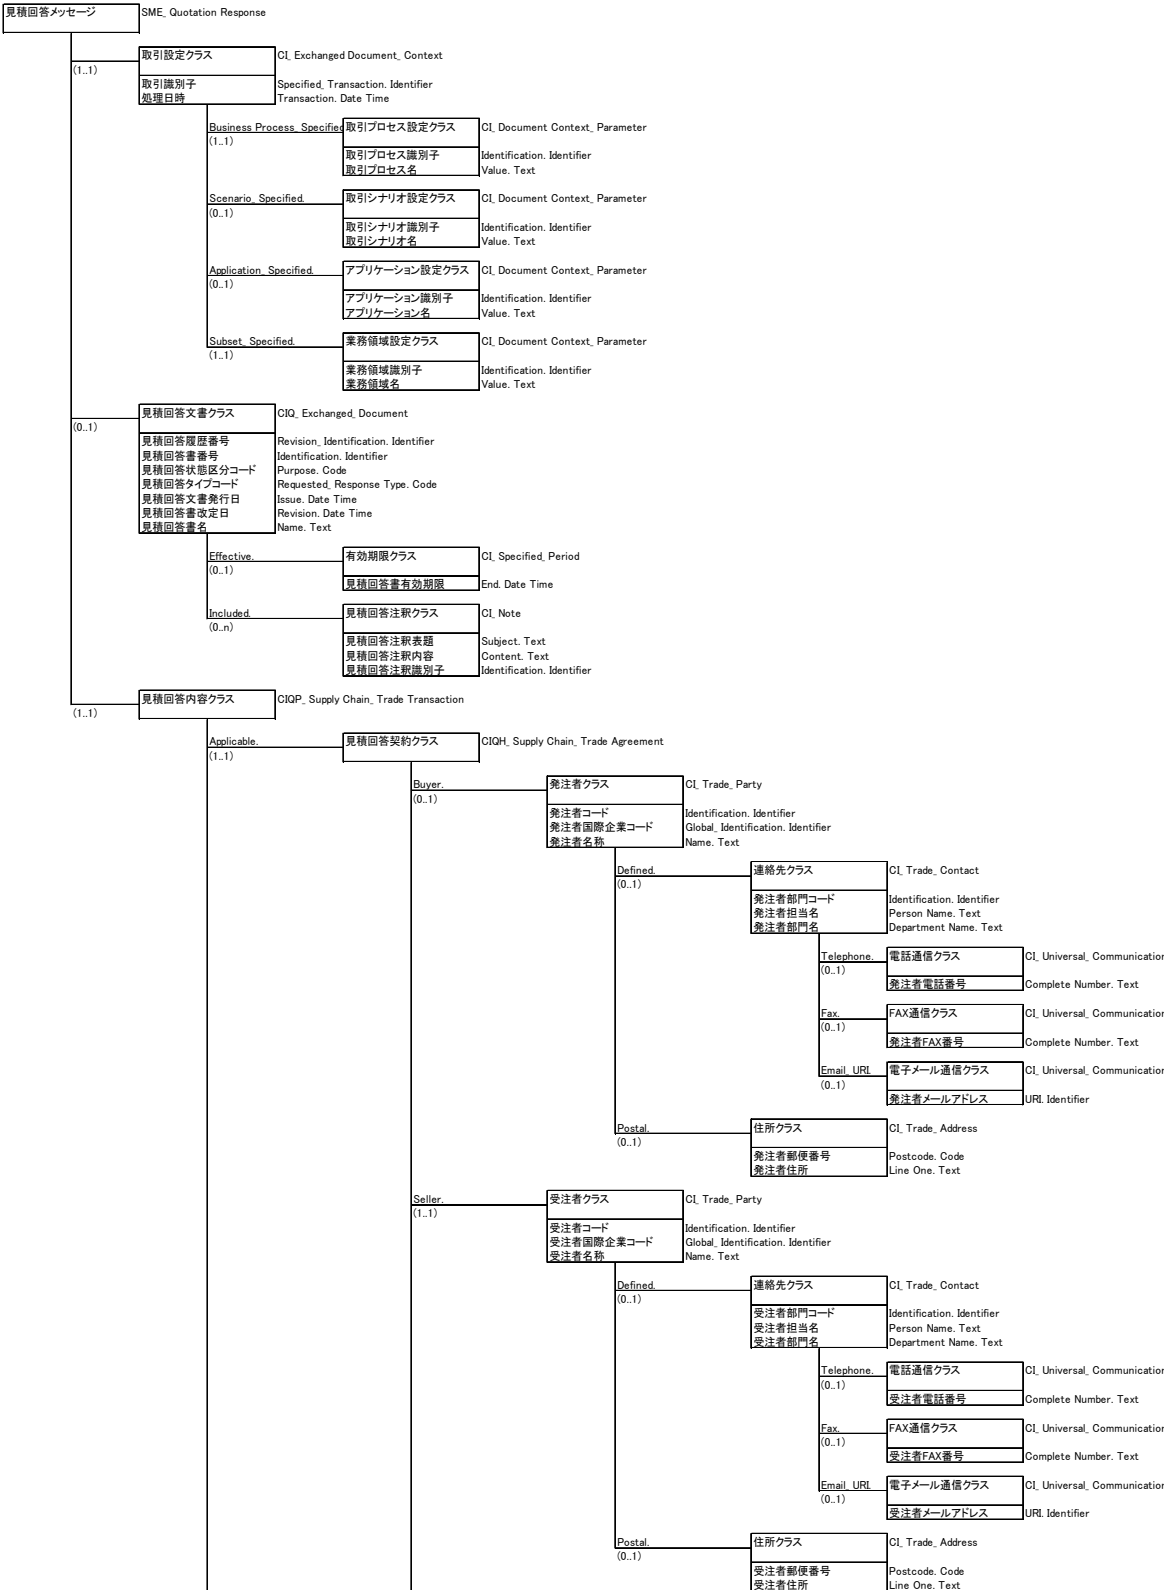 見積回答メッセージ SME_ Quotation Response
取引設定クラス CI_ Exchanged Document_ Context
(1..1)
取引識別子 Specified_ Transaction. Identifier
処理日時 Transaction. Date Time
Business Process_ Specified 取引プロセス設定クラス CI_ Document Context_ Parameter
(1..1)
取引プロセス識別子 Identification. Identifier
取引プロセス名 Value. Text
Scenario_ Specified. 取引シナリオ設定クラス CI_ Document Context_ Parameter
(0..1)
取引シナリオ識別子 Identification. Identifier
取引シナリオ名 Value. Text
Application_ Specified. アプリケーション設定クラス CI_ Document Context_ Parameter
(0..1)
アプリケーション識別子 Identification. Identifier
アプリケーション名 Value. Text
Subset_ Specified. 業務領域設定クラス CI_ Document Context_ Parameter
(1..1)
業務領域識別子 Identification. Identifier
業務領域名 Value. Text
見積回答文書クラス CIQ_ Exchanged_ Document
(0..1)
見積回答履歴番号 Revision_ Identification. Identifier
見積回答書番号 Identification. Identifier
見積回答状態区分コード Purpose. Code
見積回答タイプコード Requested_ Response Type. Code
見積回答文書発行日 Issue. Date Time
見積回答書改定日 Revision. Date Time
見積回答書名 Name. Text
Effective. 有効期限クラス CI_ Specified_ Period
(0..1)
見積回答書有効期限 End. Date Time
Included. 見積回答注釈クラス CI_ Note
(0..n)
見積回答注釈表題 Subject. Text
見積回答注釈内容 Content. Text
見積回答注釈識別子 Identification. Identifier
見積回答内容クラス CIQP_ Supply Chain_ Trade Transaction
(1..1)
Applicable. 見積回答契約クラス CIQH_ Supply Chain_ Trade Agreement
(1..1)
Buyer. 発注者クラス CI_ Trade_ Party
(0..1)
発注者コード Identification. Identifier
発注者国際企業コード Global_ Identification. Identifier
発注者名称 Name. Text
Defined. 連絡先クラス CI_ Trade_ Contact
(0..1)
発注者部門コード Identification. Identifier
発注者担当名 Person Name. Text
発注者部門名 Department Name. Text
Telephone. 電話通信クラス CI_ Universal_ Communication
(0..1)
発注者電話番号 Complete Number. Text
Fax. FAX通信クラス CI_ Universal_ Communication
(0..1)
発注者FAX番号 Complete Number. Text
Email_ URI. 電子メール通信クラス CI_ Universal_ Communication
(0..1)
発注者メールアドレス URI. Identifier
Postal. 住所クラス CI_ Trade_ Address
(0..1)
発注者郵便番号 Postcode. Code
発注者住所 Line One. Text
Seller. 受注者クラス CI_ Trade_ Party
(1..1)
受注者コード Identification. Identifier
受注者国際企業コード Global_ Identification. Identifier
受注者名称 Name. Text
Defined. 連絡先クラス CI_ Trade_ Contact
(0..1)
受注者部門コード Identification. Identifier
受注者担当名 Person Name. Text
受注者部門名 Department Name. Text
Telephone. 電話通信クラス CI_ Universal_ Communication
(0..1)
受注者電話番号 Complete Number. Text
Fax. FAX通信クラス CI_ Universal_ Communication
(0..1)
受注者FAX番号 Complete Number. Text
Email_ URI. 電子メール通信クラス CI_ Universal_ Communication
(0..1)
受注者メールアドレス URI. Identifier
Postal. 住所クラス CI_ Trade_ Address
(0..1)
受注者郵便番号 Postcode. Code
受注者住所 Line One. Text